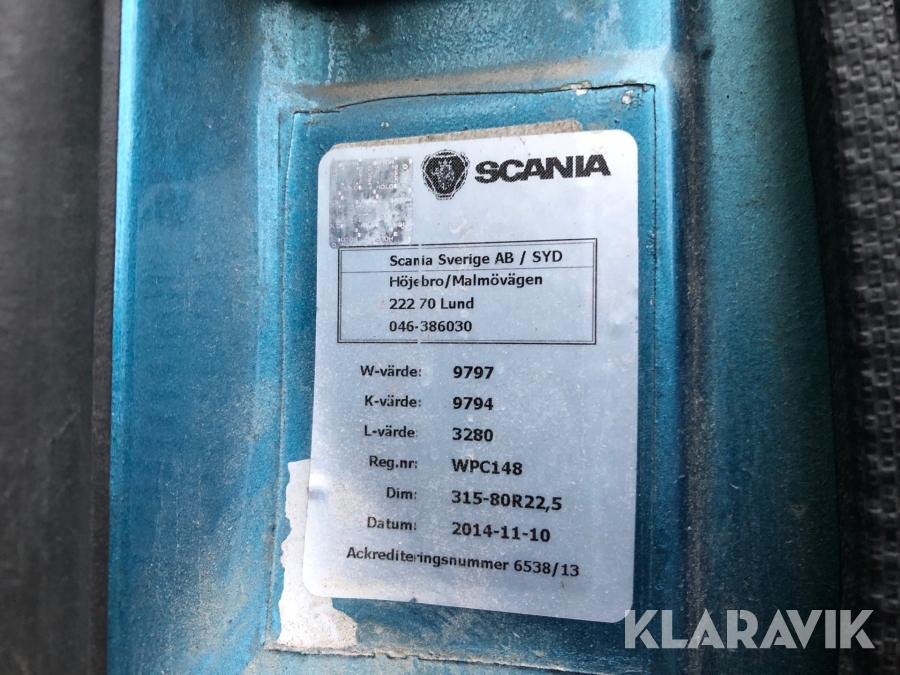 SCANIA
Scania Sverige AB / SYD
Höjebro/Malmövägen
222 70 Lund
046-386030
W-värde: 9797
K-värde: 9794
L-värde: 3280
Reg.nr: WPC148
Dim: 315-80R22,5
Datum: 2014-11-10
Ackrediteringsnummer 6538/13
KLARAVIK